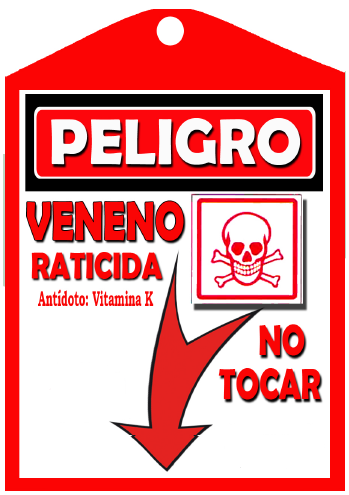 PELIGRO
VENENO
RATICIDA
Antídoto: Vitamina K
NO
TOCAR